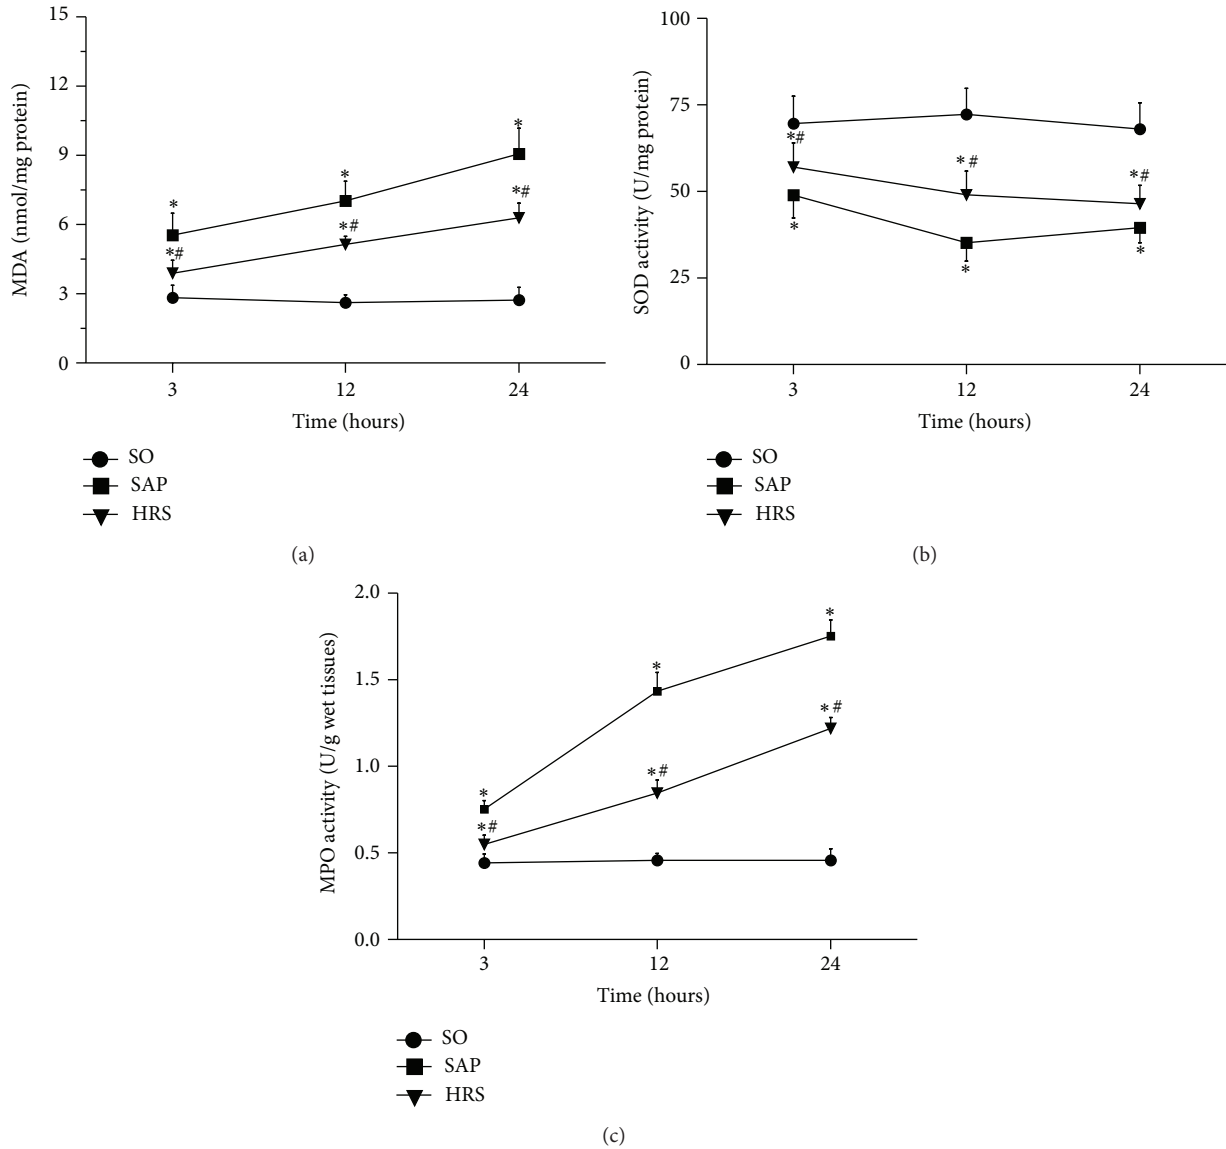 15
12
9
6
3
0
MDA (nmol/mg protein)
*
*
*
*#
*#
*#
3 12 24
Time (hours)
SO
SAP
HRS
(a)
100
75
50
25
0
SOD activity (U/mg protein)
*#
*#
*#
*
*
*
3 12 24
Time (hours)
SO
SAP
HRS
(b)
2.0
1.5
1.0
0.5
0.0
MPO activity (U/g wet tissues)
*
*
*
*#
*#
*#
3 12 24
Time (hours)
SO
SAP
HRS
(c)